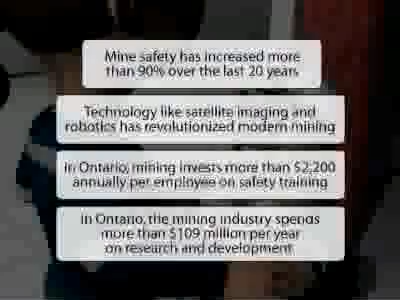 Mine safety has increased more
than 90% over the last 20 years
Technology like satellite imaging and
robotics has revolutionized modern mining
In Ontario, mining invests more than $2,200
annually per employee on safety training
In Ontario, the mining industry spends
more than $109 million per year
on research and development